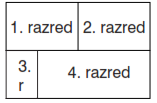 1. razred 2. razred
3. 4. razred
r